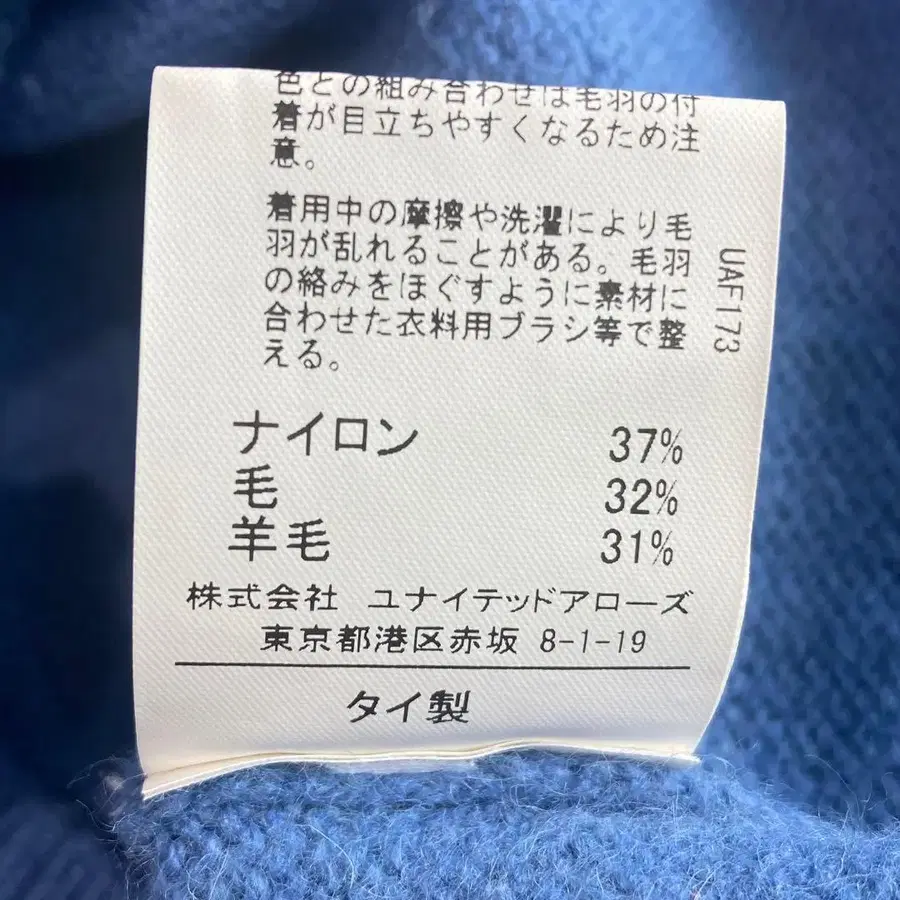 色との組み合わせは毛羽の付
着が目立ちやすくなるため注
意。
着用中の摩擦や洗濯により毛
羽が乱れることがある。毛羽
の絡みをほぐすように素材に
合わせた衣料用ブラシ等で整
える。
UAF173
ナイロン 37%
毛 32%
羊毛 31%
株式会社 ユナイテッドアローズ
東京都港区赤坂 8-1-19
タイ製